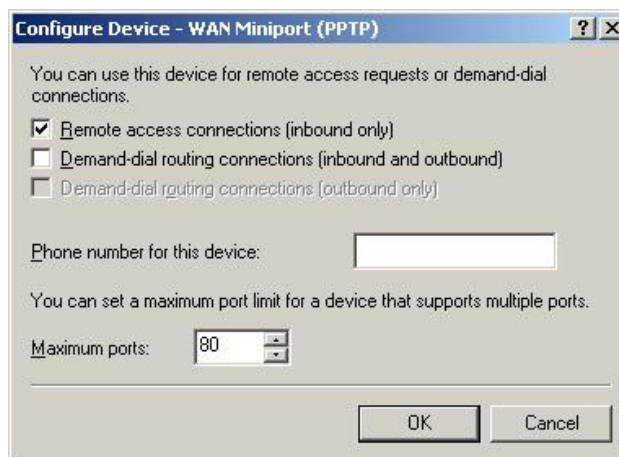 Configure Device - WAN Miniport (PPTP)
You can use this device for remote access requests or demand-dial
connections.
Remote access connections (inbound only)
Demand-dial routing connections (inbound and outbound)
Demand-dial routing connections (outbound only)
Phone number for this device:
You can set a maximum port limit for a device that supports multiple ports.
Maximum ports: 80
OK Cancel